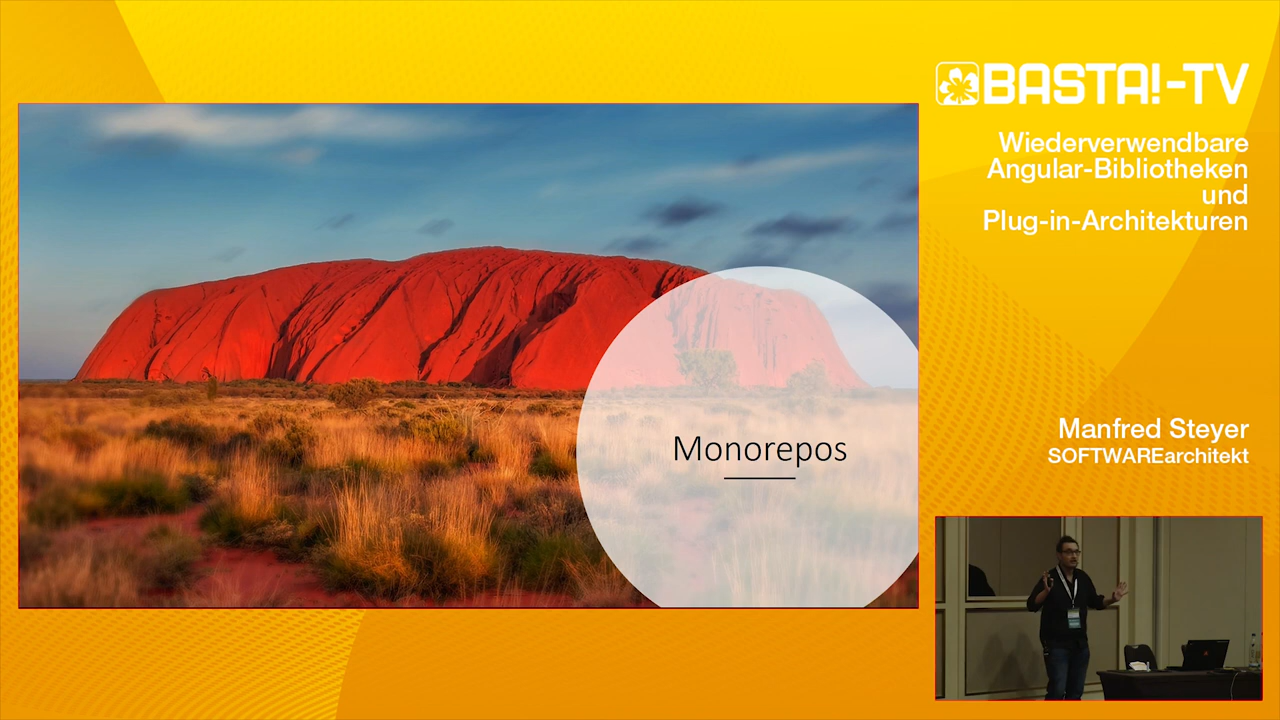 BASTA!-TV
Wiederverwendbare
Angular-Bibliotheken
und
Plug-in-Architekturen
Monorepos
Manfred Steyer
SOFTWAREarchitekt